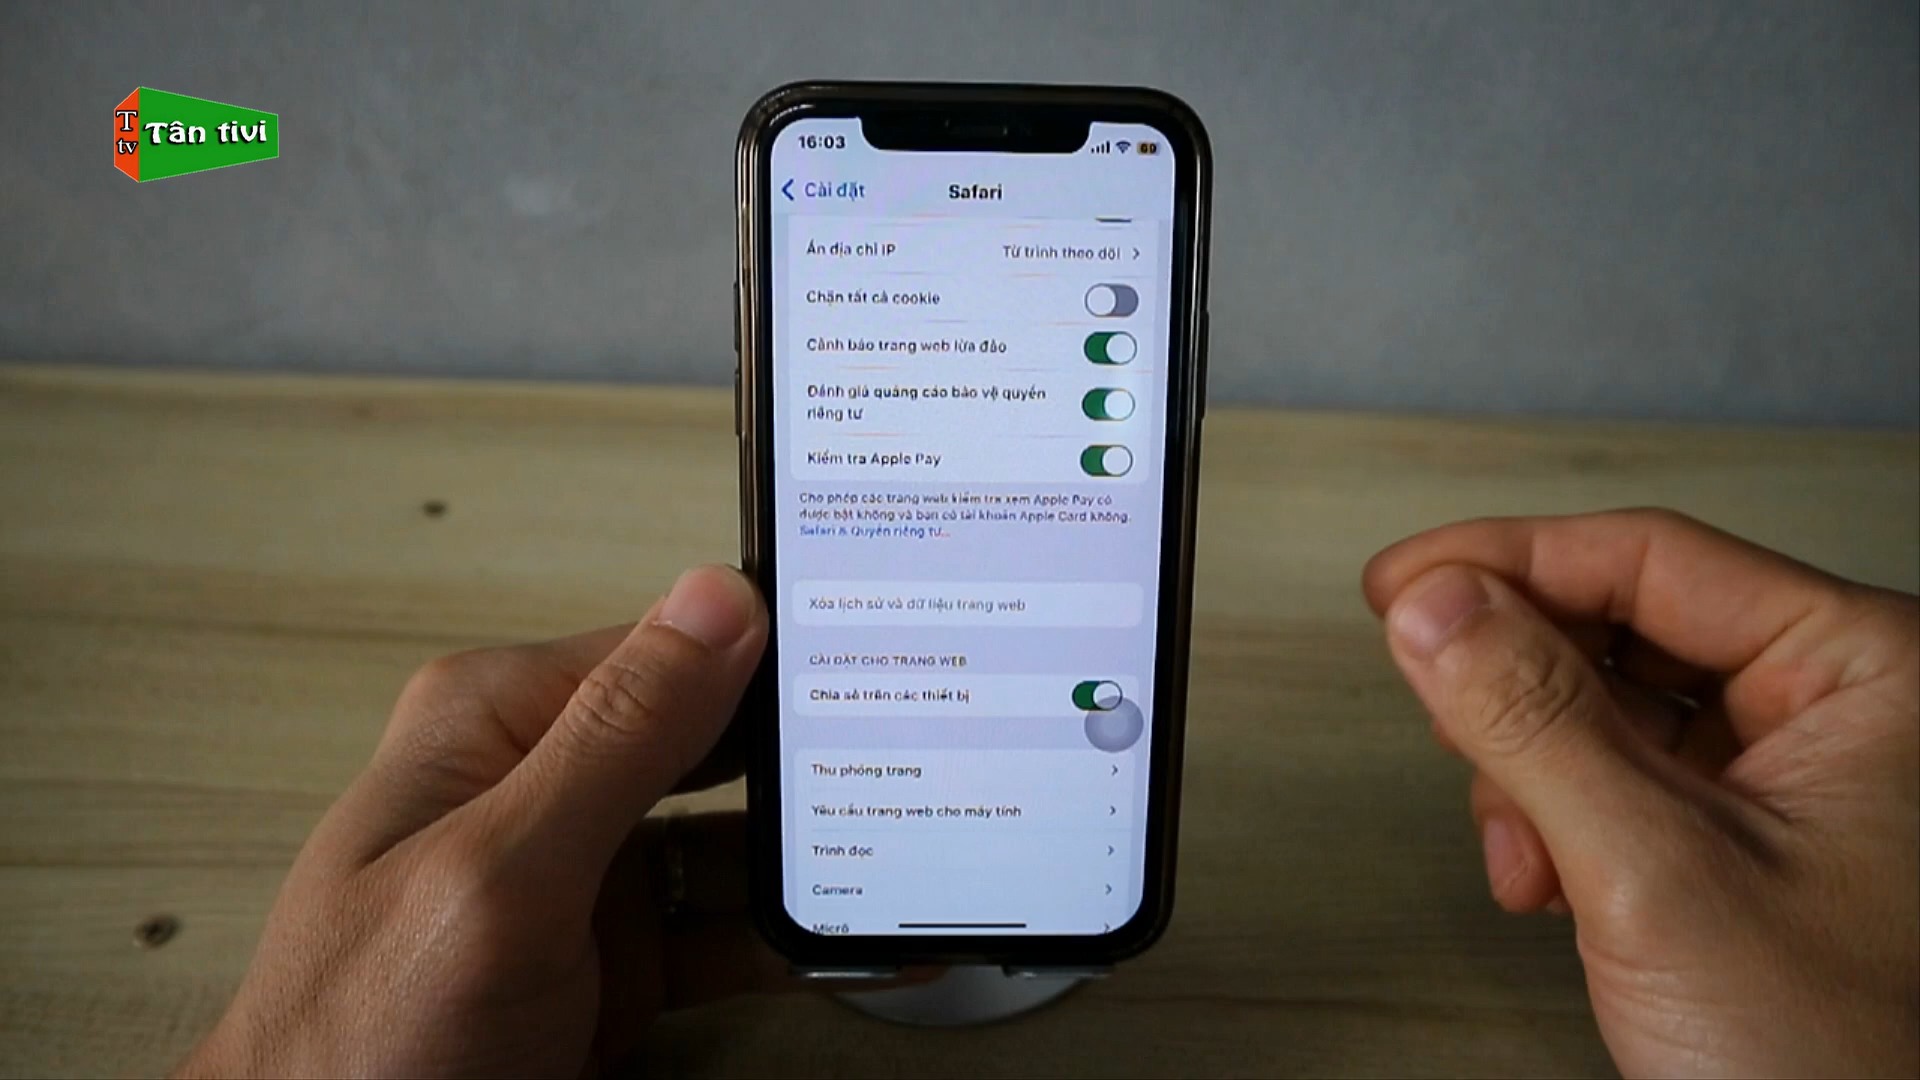 T
tv
Tân tivi
16:03
69
Cài đặt
Safari
Ẩn địa chỉ IP
Từ trình theo dõi
Chặn tất cả cookie
Cảnh báo trang web lừa đảo
Đánh giá quảng cáo bảo vệ quyền
riêng tư
Kiểm tra Apple Pay
Cho phép các trang web kiểm tra xem Apple Pay có
được bật không và bạn có tài khoản Apple Card không.
Safari & Quyền riêng tư...
Xóa lịch sử và dữ liệu trang web
CÀI ĐẶT CHO TRANG WEB
Chia sẻ trên các thiết bị
Thu phóng trang
Yêu cầu trang web cho máy tính
Trình đọc
Camera
Micrô